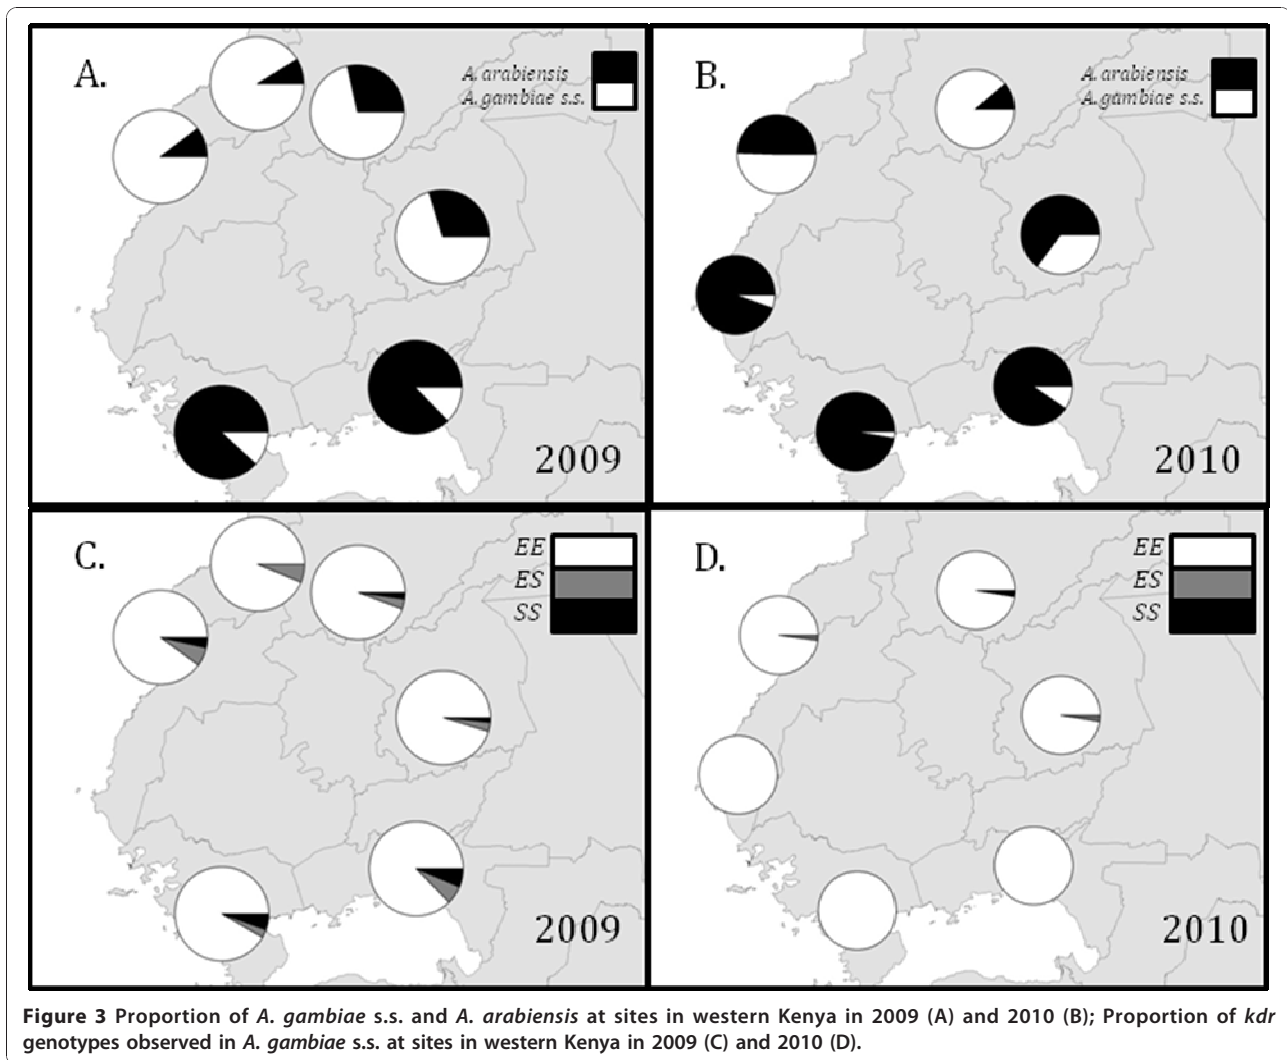 A.
A. arabiensis
A. gambiae s.s.
2009
B.
A. arabiensis
A. gambiae s.s.
2010
C.
EE
ES
SS
2009
D.
EE
ES
SS
2010
Figure 3 Proportion of A. gambiae s.s. and A. arabiensis at sites in western Kenya in 2009 (A) and 2010 (B); Proportion of kdr
genotypes observed in A. gambiae s.s. at sites in western Kenya in 2009 (C) and 2010 (D).